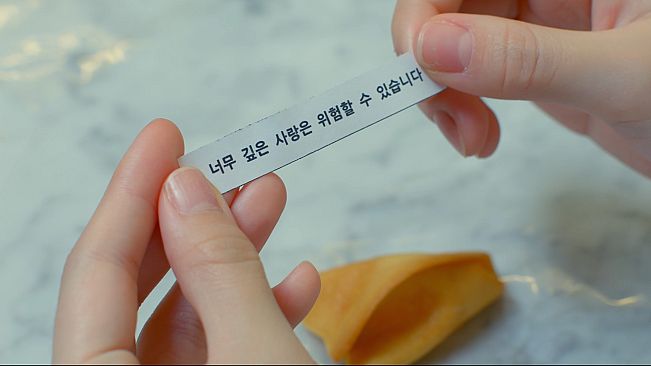 너무 깊은 사랑은 위험할 수 있습니다